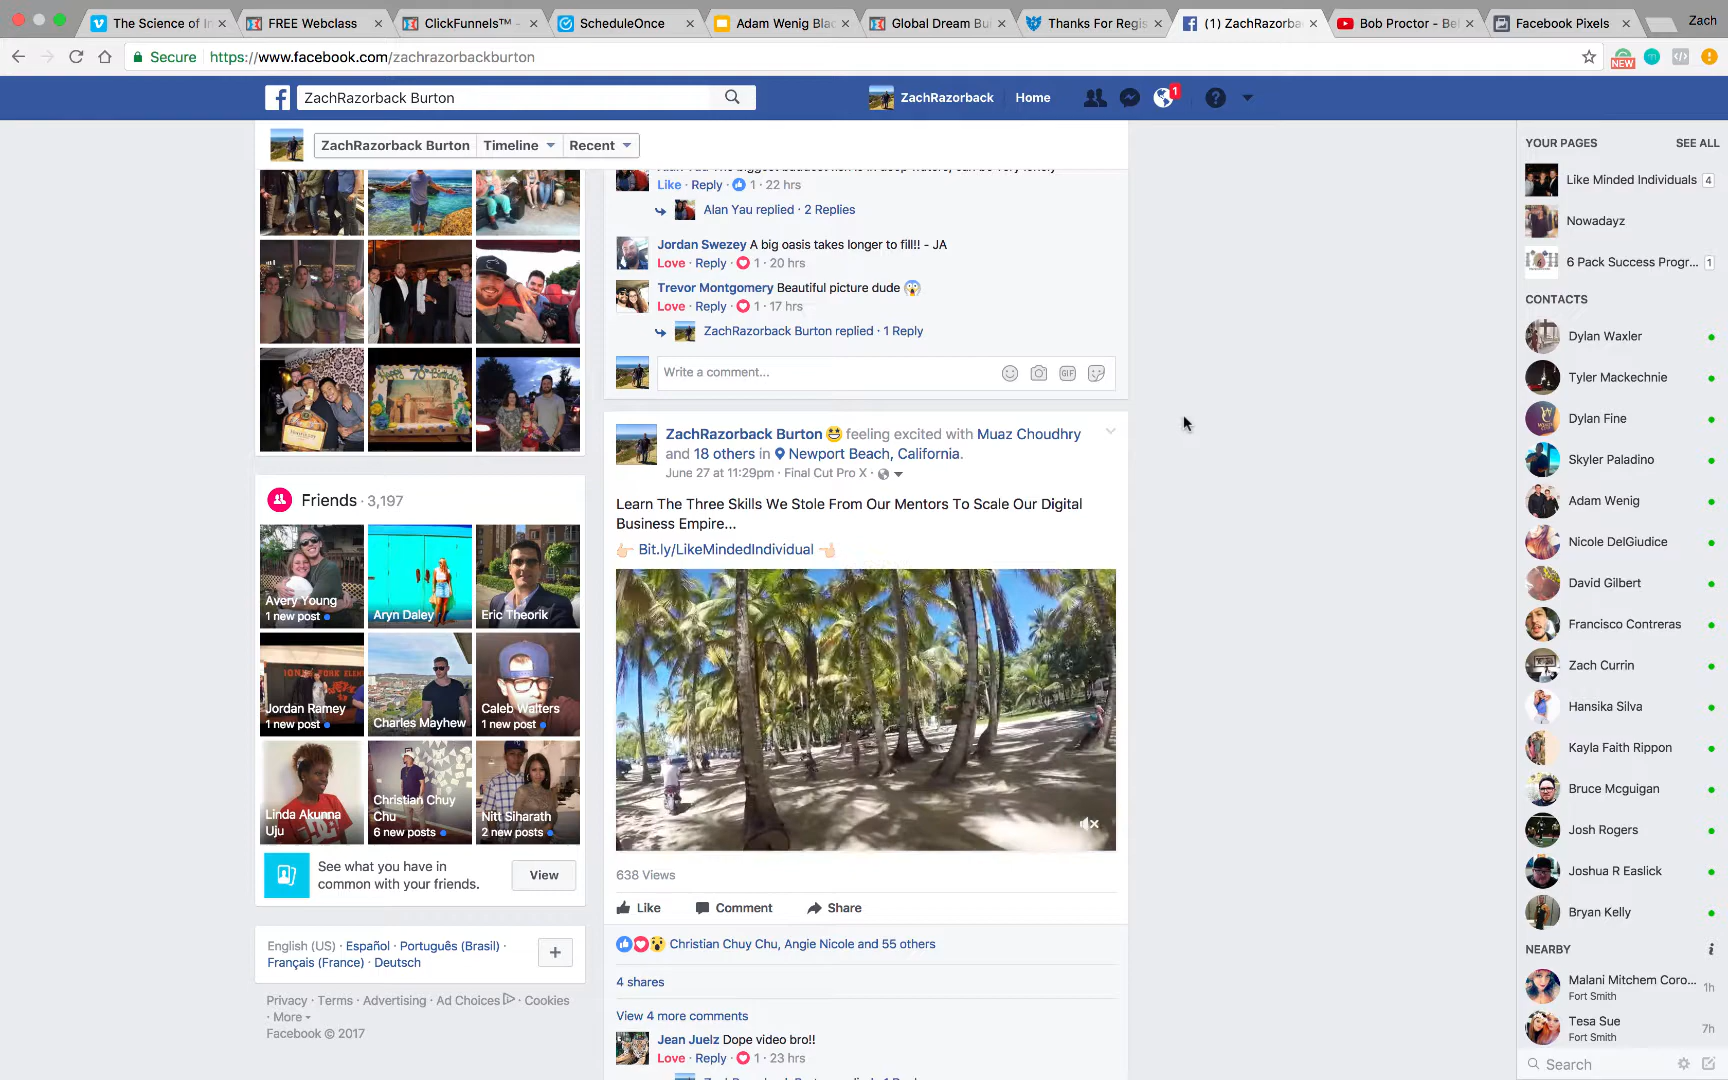 The Science of I
FREE Webclass
ClickFunnels™ -
ScheduleOnce
Adam Wenig Bla
Global Dream Bu
Thanks For Regis
(1) ZachRazorba
Bob Proctor - Be
Facebook Pixels
Zach
Secure
https://www.facebook.com/zachrazorbackburton
NEW
ZachRazorback Burton
ZachRazorback
Home
1
ZachRazorback Burton
Timeline
Recent
Like · Reply · 1 · 22 hrs
Alan Yau replied · 2 Replies
Jordan Swezey A big oasis takes longer to fill!! - JA
Love · Reply · 1 · 20 hrs
Trevor Montgomery Beautiful picture dude
Love · Reply · 1 · 17 hrs
ZachRazorback Burton replied · 1 Reply
Write a comment...
GIF
ZachRazorback Burton feeling excited with Muaz Choudhry
and 18 others in Newport Beach, California.
June 27 at 11:29pm · Final Cut Pro X ·
Learn The Three Skills We Stole From Our Mentors To Scale Our Digital
Business Empire...
Bit.ly/LikeMindedIndividual
638 Views
Like
Comment
Share
Christian Chuy Chu, Angie Nicole and 55 others
4 shares
View 4 more comments
Jean Juelz Dope video bro!!
Love · Reply · 1 · 23 hrs
Friends · 3,197
Avery Young
1 new post
Aryn Daley
Eric Theorik
Jordan Ramey
1 new post
Charles Mayhew
Caleb Walters
1 new post
Linda Akunna
Uju
Christian Chuy
Chu
6 new posts
Nitt Siharath
2 new posts
See what you have in
common with your friends.
View
English (US) · Español · Português (Brasil) ·
Français (France) · Deutsch
Privacy · Terms · Advertising · Ad Choices · Cookies
· More
Facebook © 2017
YOUR PAGES
SEE ALL
Like Minded Individuals
4
Nowadayz
6 Pack Success Progr...
1
CONTACTS
Dylan Waxler
Tyler Mackechnie
Dylan Fine
Skyler Paladino
Adam Wenig
Nicole DelGiudice
David Gilbert
Francisco Contreras
Zach Currin
Hansika Silva
Kayla Faith Rippon
Bruce Mcguigan
Josh Rogers
Joshua R Easlick
Bryan Kelly
NEARBY
Malani Mitchem Coro...
Fort Smith
1h
Tesa Sue
Fort Smith
7h
Search